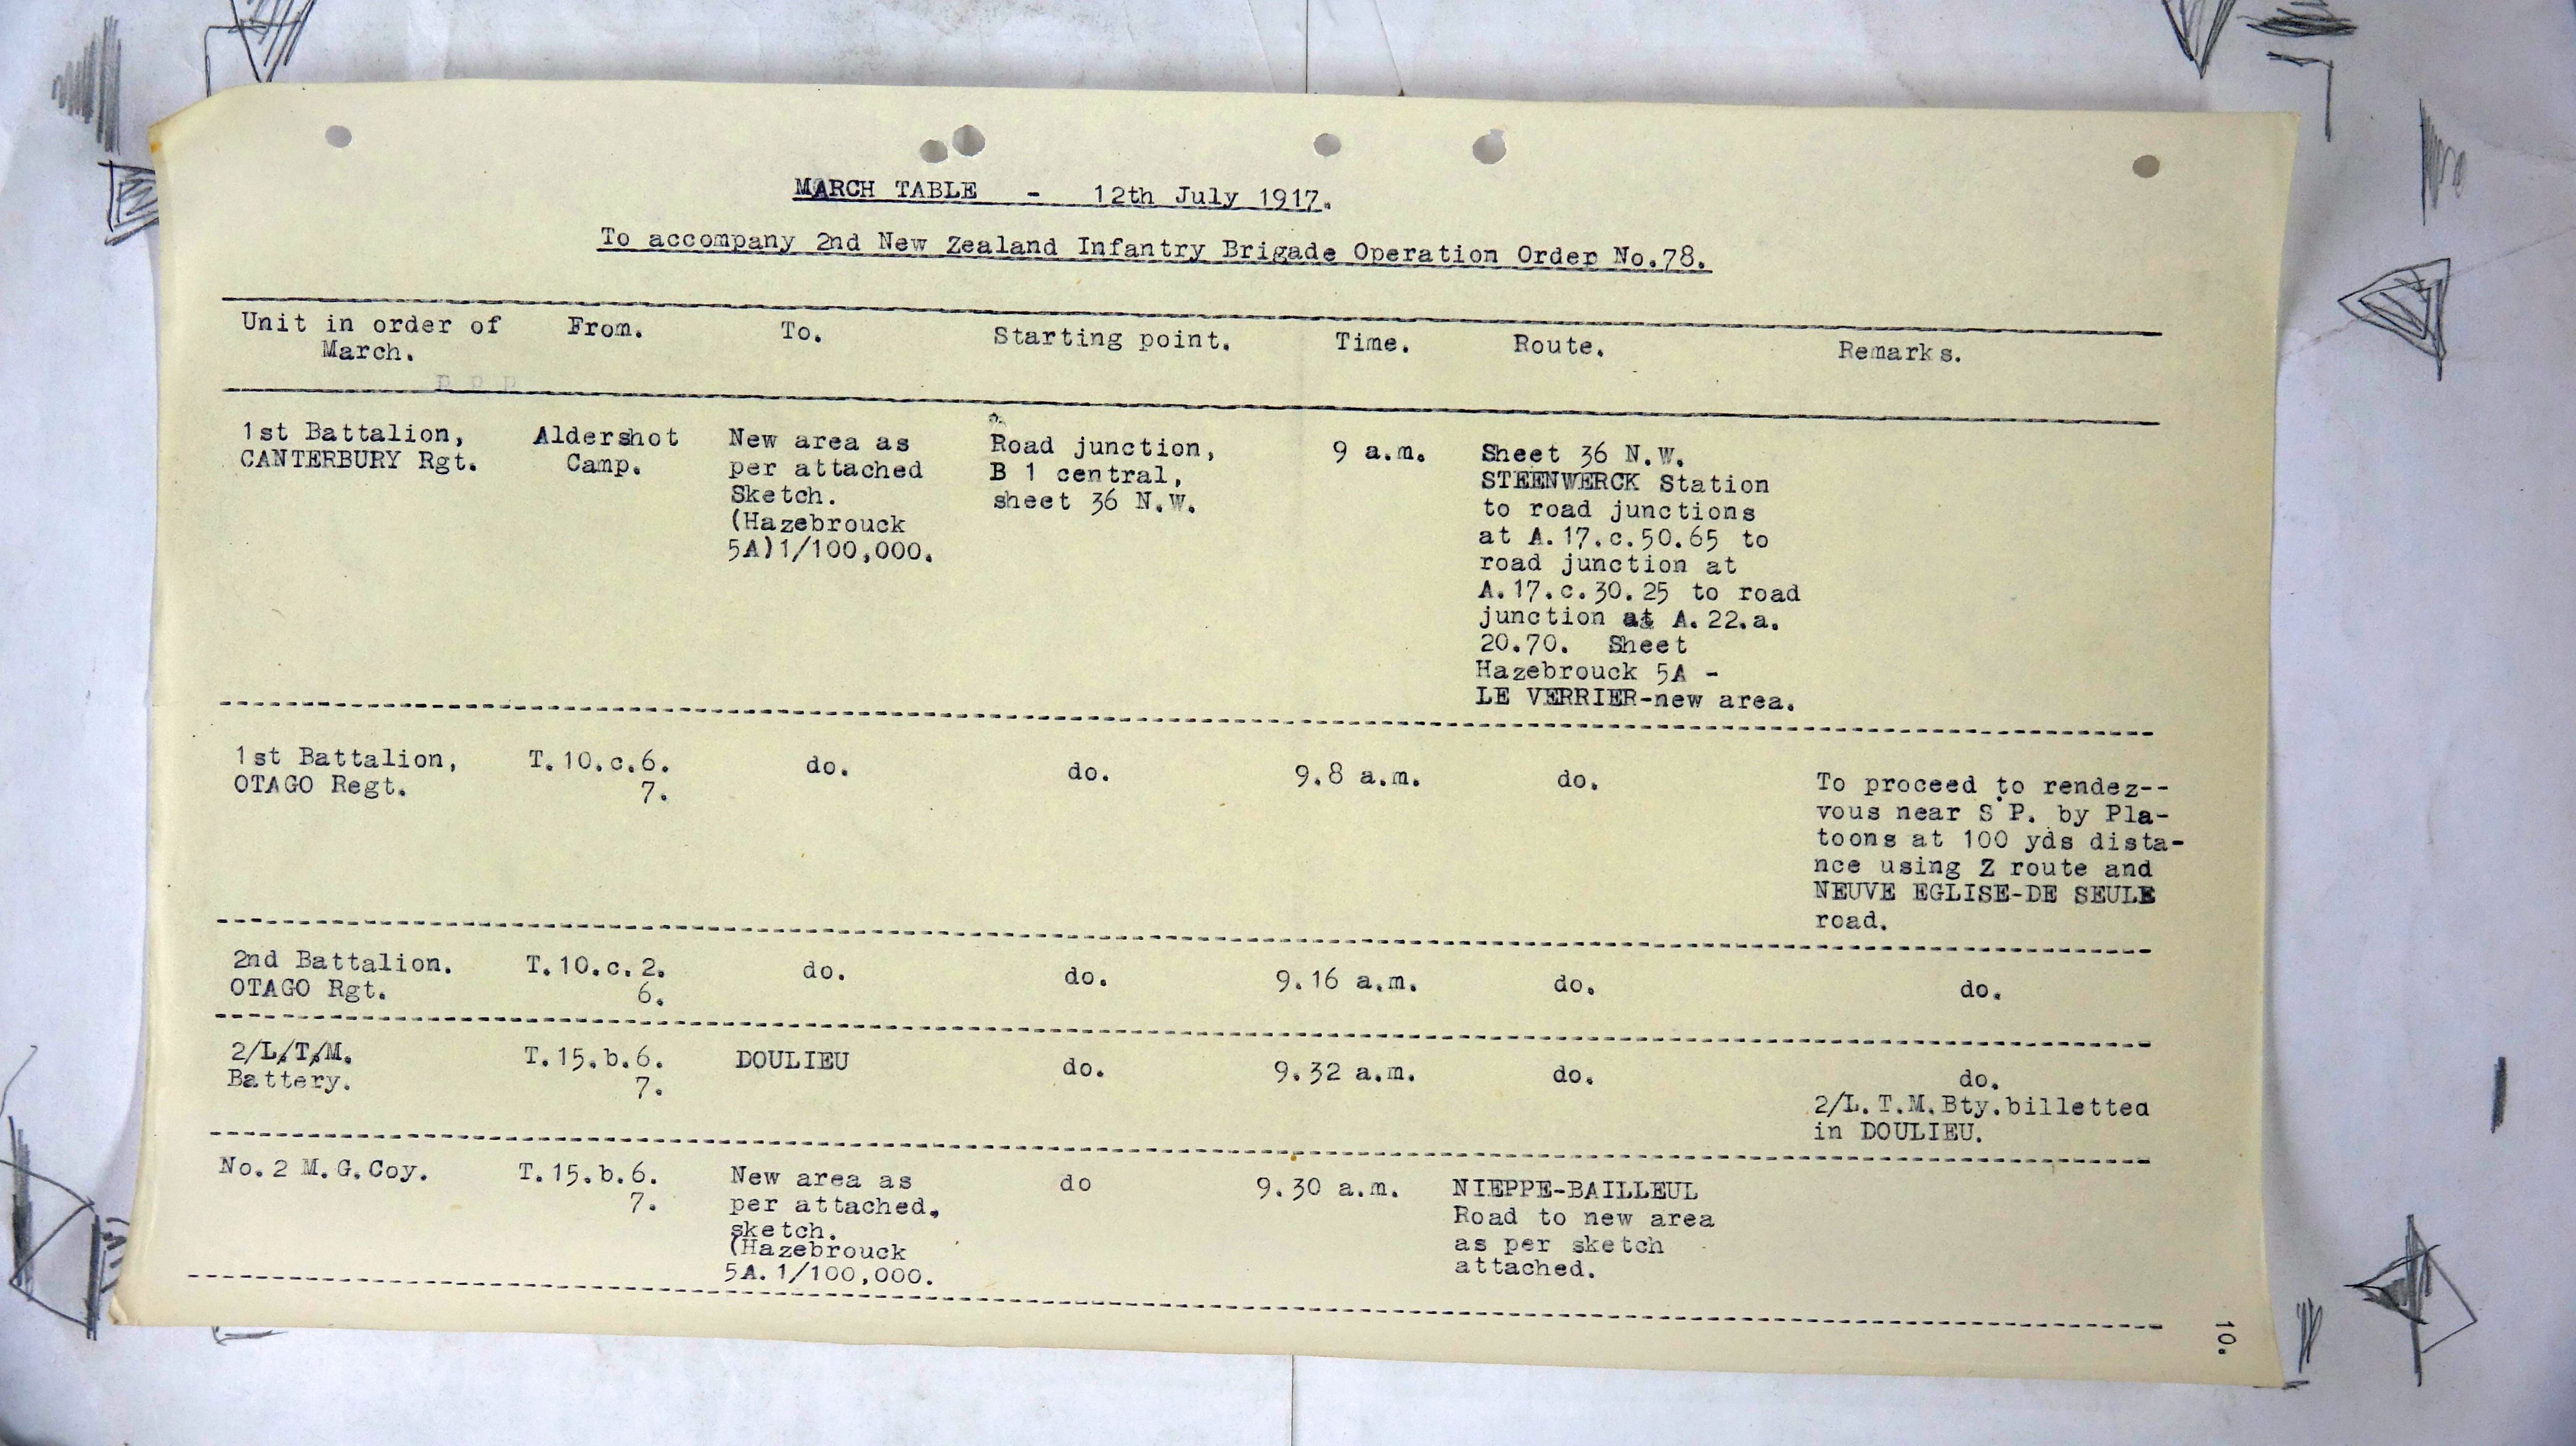 MARCH TABLE - 12th July 1917.
To accompany 2nd New Zealand Infantry Brigade Operation Order No.78.
Unit in order of March. From. To. Starting point. Time. Route. Remarks.
1st Battalion, CANTERBURY Rgt.
Aldershot Camp.
New area as
per attached
Sketch.
(Hazebrouck
5A)1/100,000.
Road junction,
B 1 central,
sheet 36 N.W.
9 a.m.
Sheet 36 N.W.
STEENWERCK Station
to road junctions
at A.17.c.50.65 to
road junction at
A.17.c.30.25 to road
junction at A.22.a.
20.70. Sheet
Hazebrouck 5A -
LE VERRIER-new area.
1st Battalion,
OTAGO Regt.
T.10.c.6.
7.
do.
do.
9.8 a.m.
do.
To proceed to rendez--
vous near S.P. by Pla-
toons at 100 yds dista-
nce using Z route and
NEUVE EGLISE-DE SEULE
road.
2nd Battalion.
OTAGO Rgt.
T.10.c.2.
6.
do.
do.
9.16 a.m.
do.
do.
2/L/T/M.
Battery.
T.15.b.6.
7.
DOULIEU
do.
9.32 a.m.
do.
do.
2/L.T.M.Bty.billetted
in DOULIEU.
No.2 M.G.Coy.
T.15.b.6.
7.
New area as
per attached.
sketch.
(Hazebrouck
5A.1/100,000.
do
9.30 a.m.
NIEPPE-BAILLEUL
Road to new area
as per sketch
attached.
10.